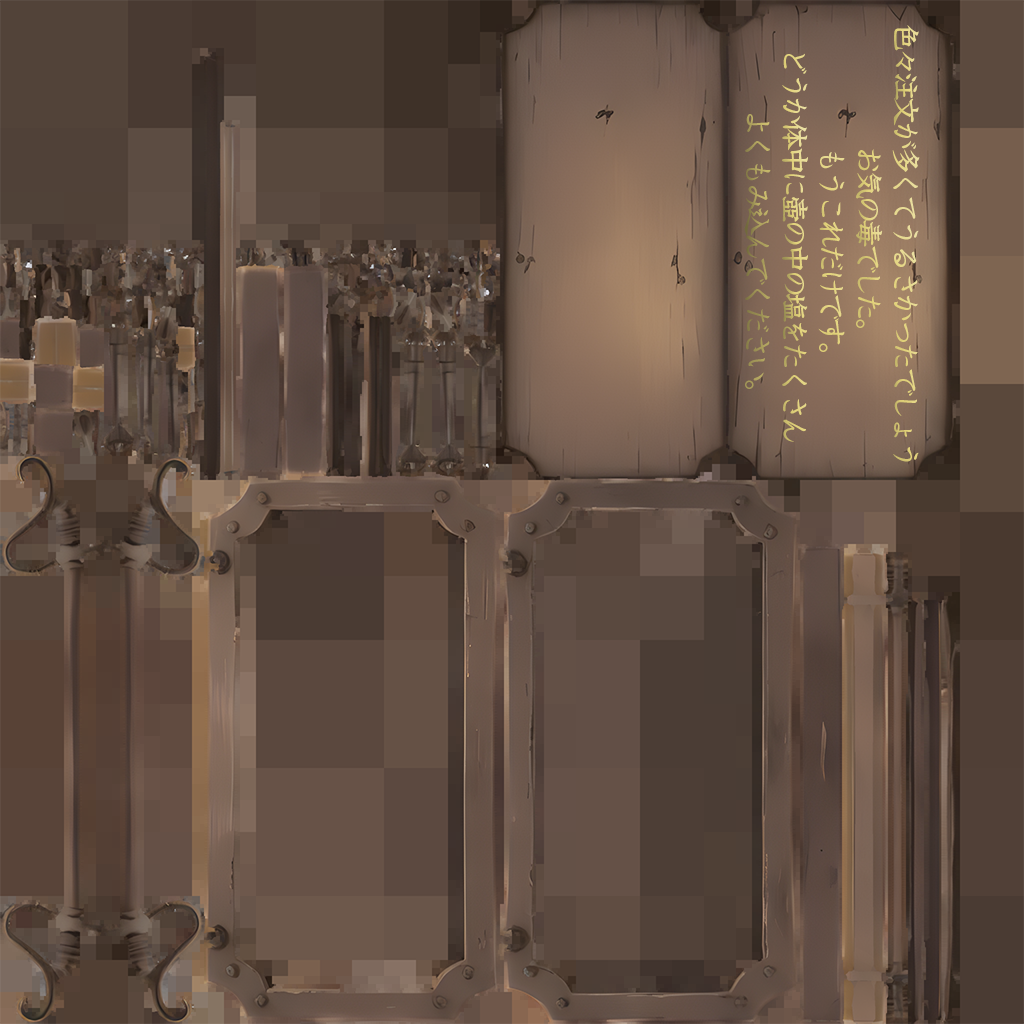 色々注文が多くてうるさかったでしょう
お気の毒でした。
もうこれだけです。
どうか体中に壷の中の塩をたくさん
よくもみ込んでください。